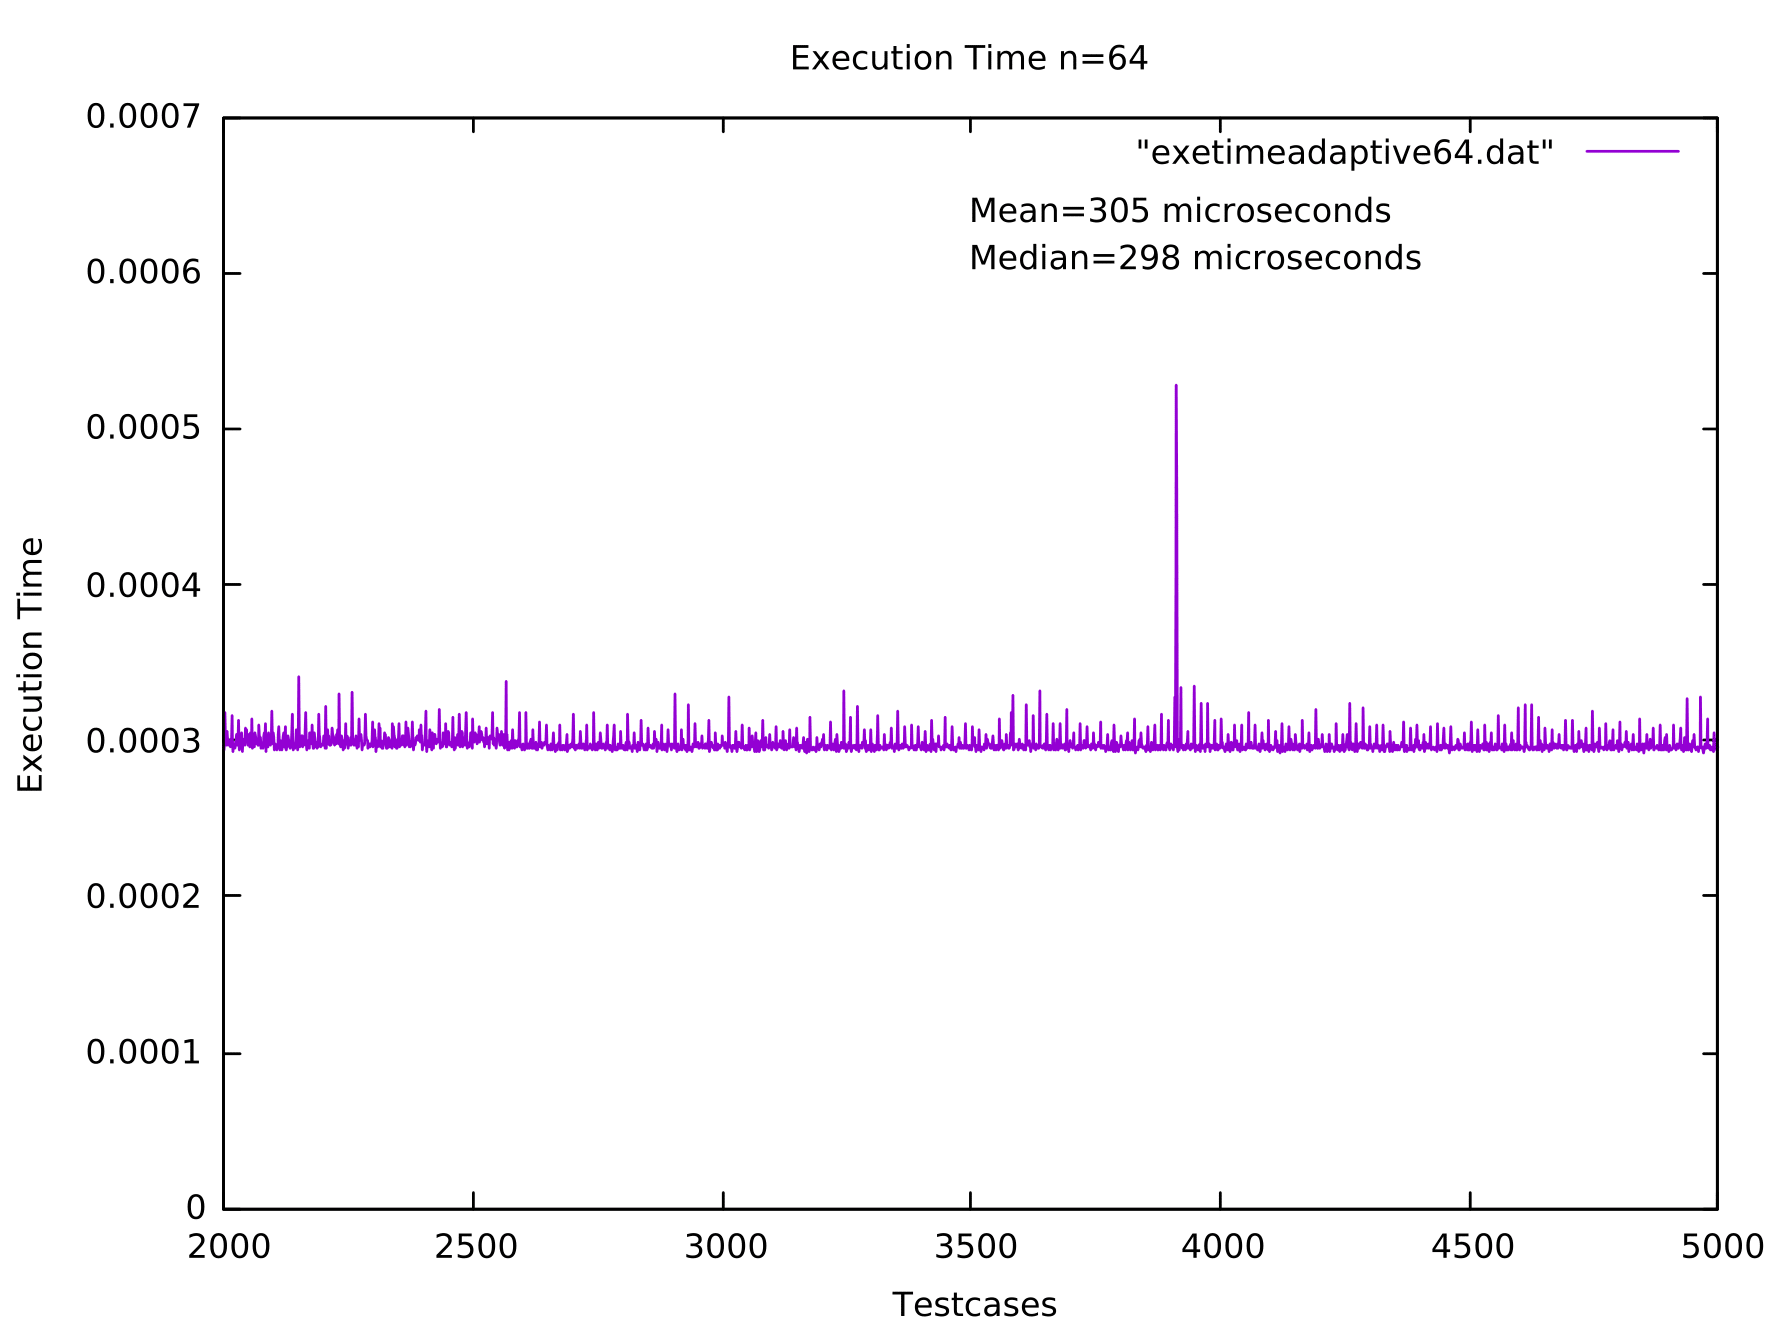 Execution Time n=64
"exetimeadaptive64.dat"
Mean=305 microseconds
Median=298 microseconds
0.0007
0.0006
0.0005
0.0004
0.0003
0.0002
0.0001
0
Execution Time
2000 2500 3000 3500 4000 4500 5000
Testcases